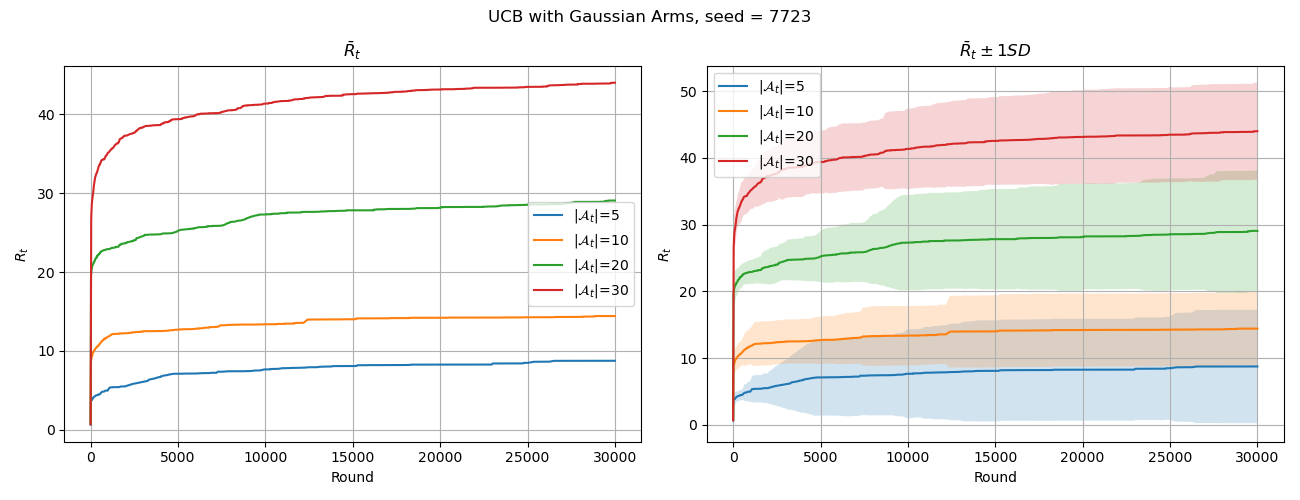 UCB with Gaussian Arms, seed = 7723
R̄ₜ
Rₜ
40
30
20
10
0
|𝒜ₜ|=5
|𝒜ₜ|=10
|𝒜ₜ|=20
|𝒜ₜ|=30
0 5000 10000 15000 20000 25000 30000
Round
R̄ₜ ± 1SD
Rₜ
50
40
30
20
10
0
|𝒜ₜ|=5
|𝒜ₜ|=10
|𝒜ₜ|=20
|𝒜ₜ|=30
0 5000 10000 15000 20000 25000 30000
Round